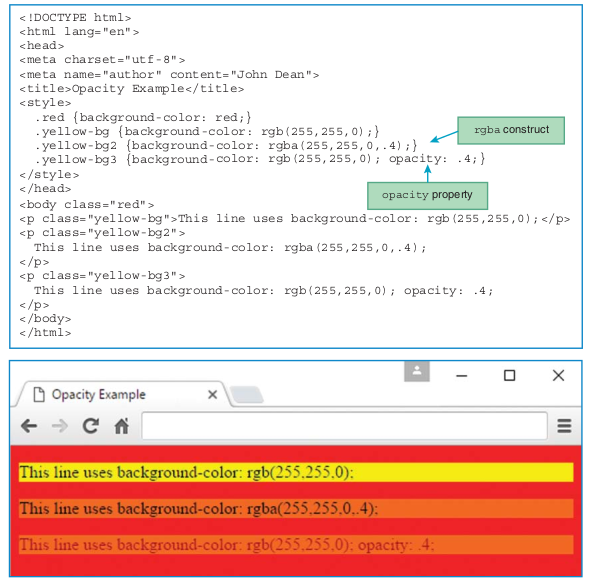 <!DOCTYPE html>
<html lang="en">
<head>
<meta charset="utf-8">
<meta name="author" content="John Dean">
<title>Opacity Example</title>
<style>
.red {background-color: red;}
.yellow-bg {background-color: rgb(255,255,0);}
.yellow-bg2 {background-color: rgba(255,255,0,.4);}
.yellow-bg3 {background-color: rgb(255,255,0); opacity: .4;}
rgba construct
opacity property
</style>
</head>
<body class="red">
<p class="yellow-bg">This line uses background-color: rgb(255,255,0);</p>
<p class="yellow-bg2">
This line uses background-color: rgba(255,255,0,.4);
</p>
<p class="yellow-bg3">
This line uses background-color: rgb(255,255,0); opacity: .4;
</p>
</body>
</html>
Opacity Example
This line uses background-color: rgb(255,255,0);
This line uses background-color: rgba(255,255,0,.4);
This line uses background-color: rgb(255,255,0); opacity: .4;